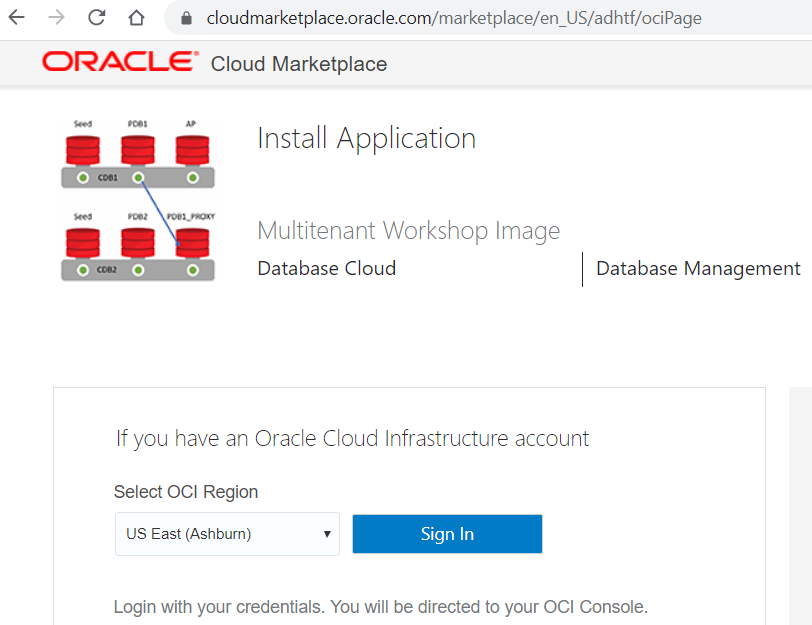 cloudmarketplace.oracle.com/marketplace/en_US/adhtf/ociPage
ORACLE® Cloud Marketplace
Seed PDB1 AP
CDB1
Seed PDB2 PDB1_PROXY
CDB2
Install Application
Multitenant Workshop Image
Database Cloud Database Management
If you have an Oracle Cloud Infrastructure account
Select OCI Region
US East (Ashburn) Sign In
Login with your credentials. You will be directed to your OCI Console.